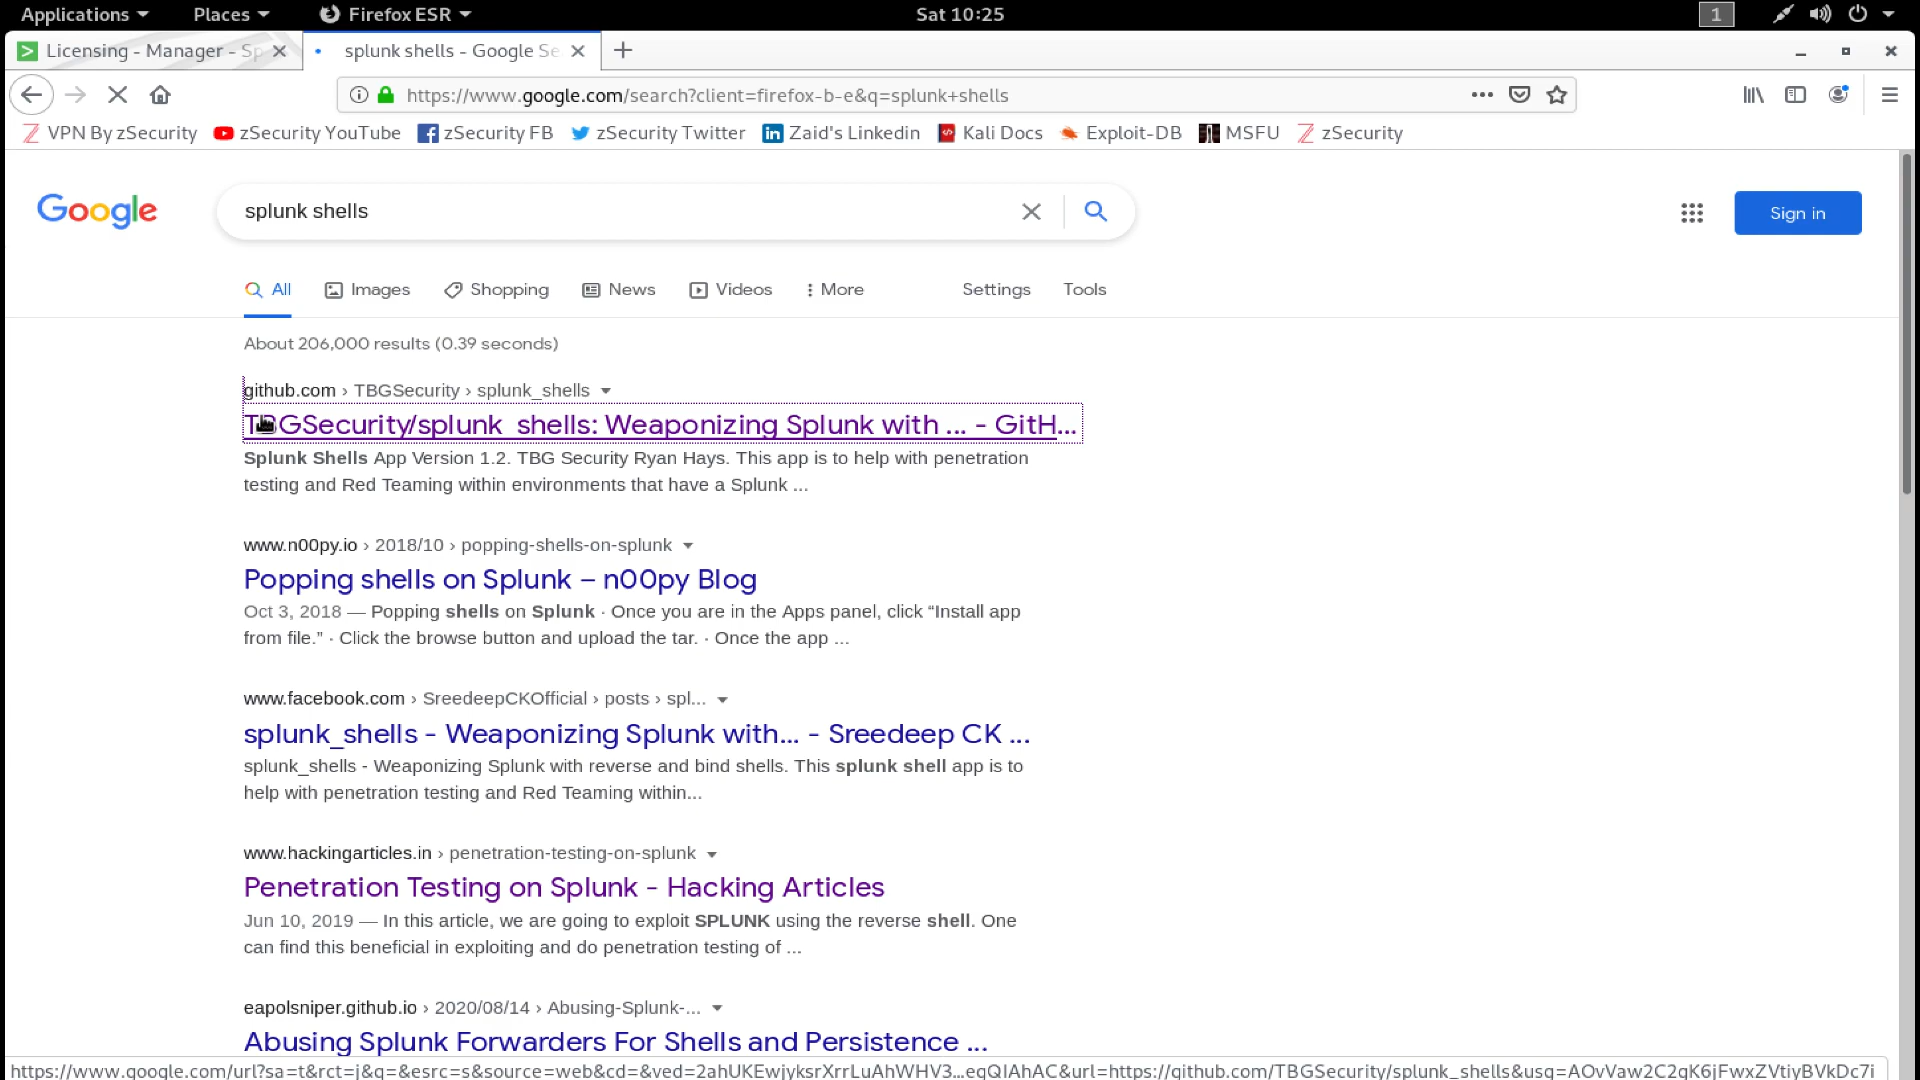 Applications Places Firefox ESR Sat 10:25 1
Licensing - Manager - Sp splunk shells - Google Se
https://www.google.com/search?client=firefox-b-e&q=splunk+shells
VPN By zSecurity zSecurity YouTube zSecurity FB zSecurity Twitter Zaid's Linkedin Kali Docs Exploit-DB MSFU zSecurity
Google splunk shells Sign in
All Images Shopping News Videos More Settings Tools
About 206,000 results (0.39 seconds)
github.com › TBGSecurity › splunk_shells
TBGSecurity/splunk_shells: Weaponizing Splunk with ... - GitH...
Splunk Shells App Version 1.2. TBG Security Ryan Hays. This app is to help with penetration
testing and Red Teaming within environments that have a Splunk ...
www.n00py.io › 2018/10 › popping-shells-on-splunk
Popping shells on Splunk – n00py Blog
Oct 3, 2018 — Popping shells on Splunk · Once you are in the Apps panel, click “Install app
from file.” · Click the browse button and upload the tar. · Once the app ...
www.facebook.com › SreedeepCKOfficial › posts › spl...
splunk_shells - Weaponizing Splunk with... - Sreedeep CK ...
splunk_shells - Weaponizing Splunk with reverse and bind shells. This splunk shell app is to
help with penetration testing and Red Teaming within...
www.hackingarticles.in › penetration-testing-on-splunk
Penetration Testing on Splunk - Hacking Articles
Jun 10, 2019 — In this article, we are going to exploit SPLUNK using the reverse shell. One
can find this beneficial in exploiting and do penetration testing of ...
eapolsniper.github.io › 2020/08/14 › Abusing-Splunk-...
Abusing Splunk Forwarders For Shells and Persistence ...
https://www.google.com/url?sa=t&rct=j&q=&esrc=s&source=web&cd=&ved=2ahUKEwjyksrXrrLuAhWHV3…egQIAhAC&url=https://github.com/TBGSecurity/splunk_shells&usg=AOvVaw2C2gK6jFwxZVtiyBVkDc7i